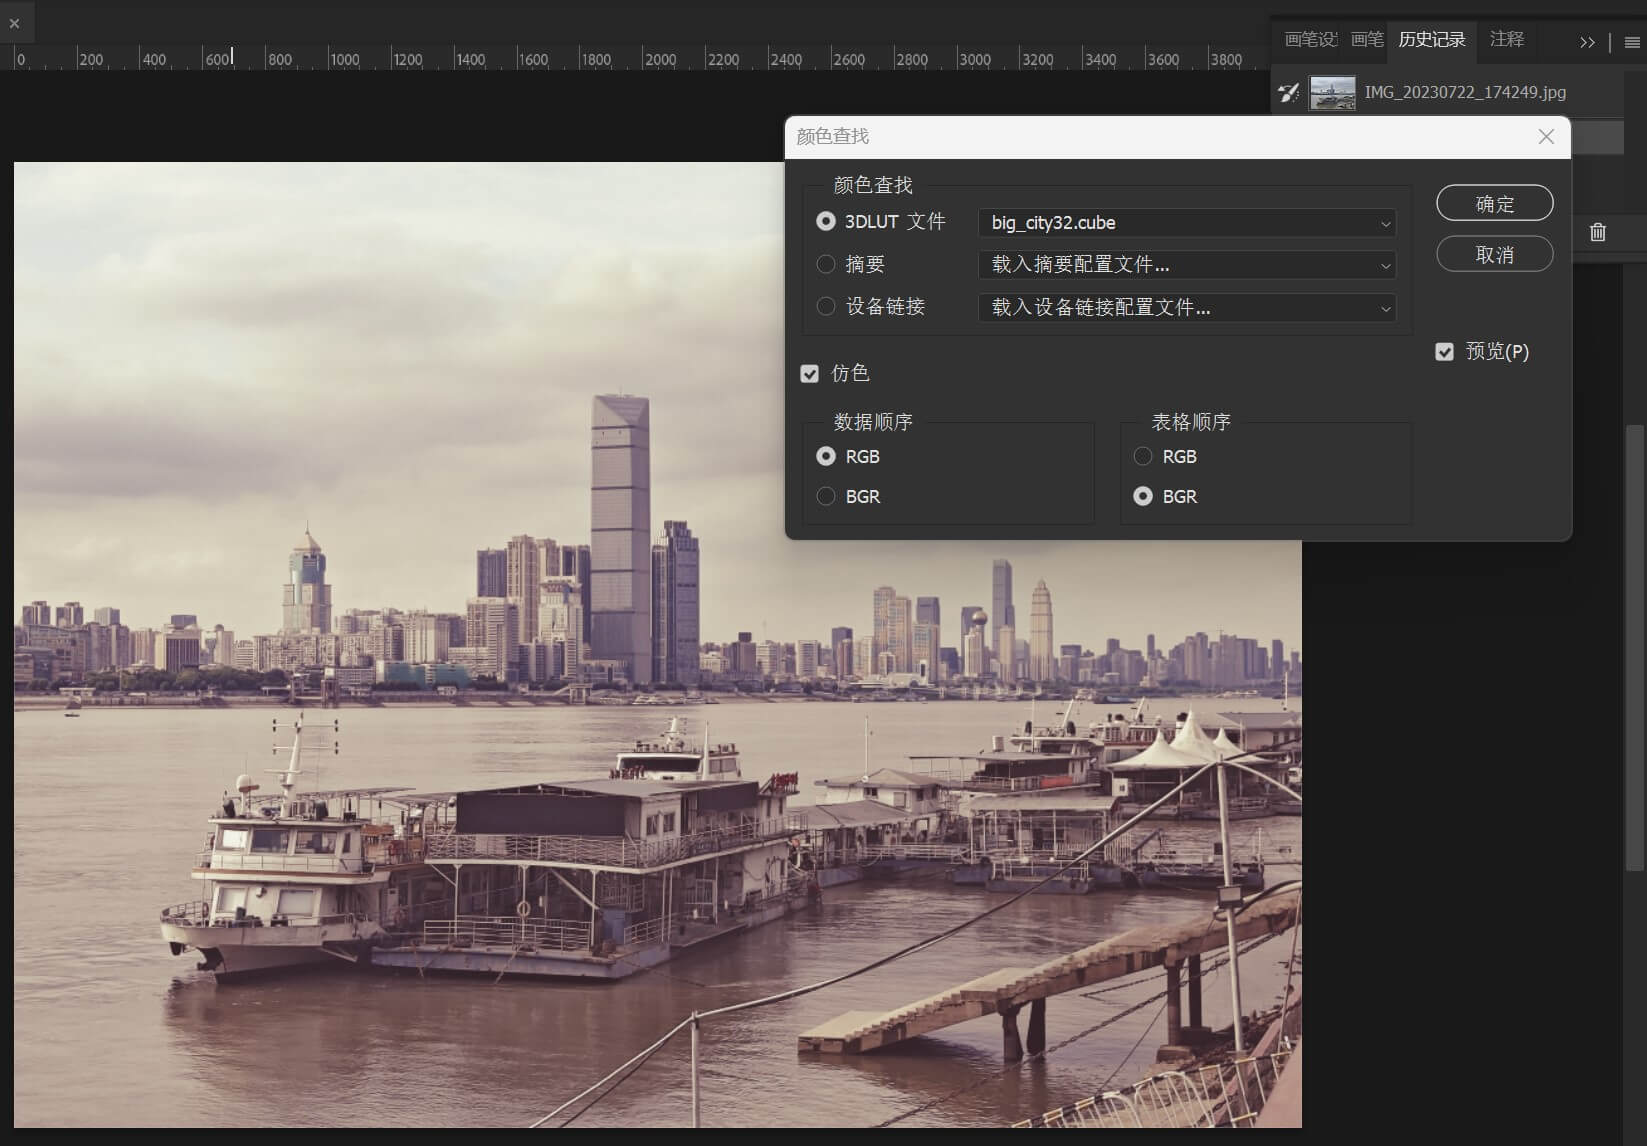 0 200 400 600 800 1000 1200 1400 1600 1800 2000 2200 2400 2600 2800 3000 3200 3400 3600 3800
画笔设 画笔 历史记录 注释
IMG_20230722_174249.jpg
颜色查找
颜色查找
3DLUT 文件 big_city32.cube
摘要 载入摘要配置文件...
设备链接 载入设备链接配置文件...
仿色
数据顺序
RGB
BGR
表格顺序
RGB
BGR
确定
取消
预览(P)